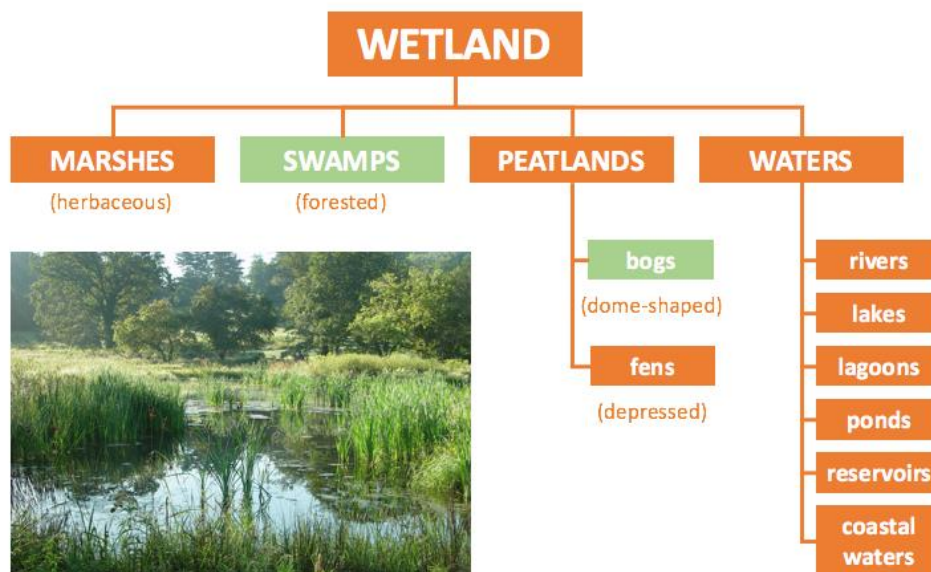 WETLAND
MARSHES
SWAMPS
PEATLANDS
WATERS
(herbaceous)
(forested)
bogs
(dome-shaped)
fens
(depressed)
rivers
lakes
lagoons
ponds
reservoirs
coastal
waters